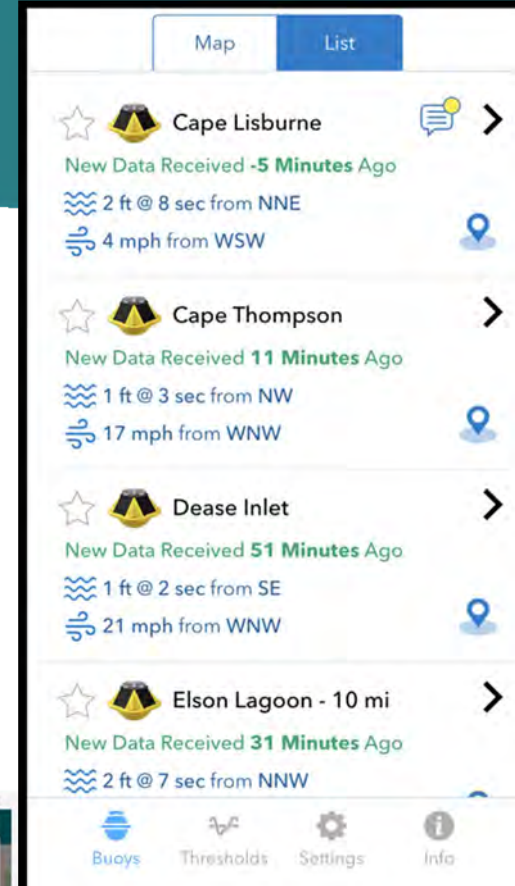 Map List
Cape Lisburne
New Data Received -5 Minutes Ago
2 ft @ 8 sec from NNE
4 mph from WSW
Cape Thompson
New Data Received 11 Minutes Ago
1 ft @ 3 sec from NW
17 mph from WNW
Dease Inlet
New Data Received 51 Minutes Ago
1 ft @ 2 sec from SE
21 mph from WNW
Elson Lagoon - 10 mi
New Data Received 31 Minutes Ago
2 ft @ 7 sec from NNW
Buoys Thresholds Settings Info